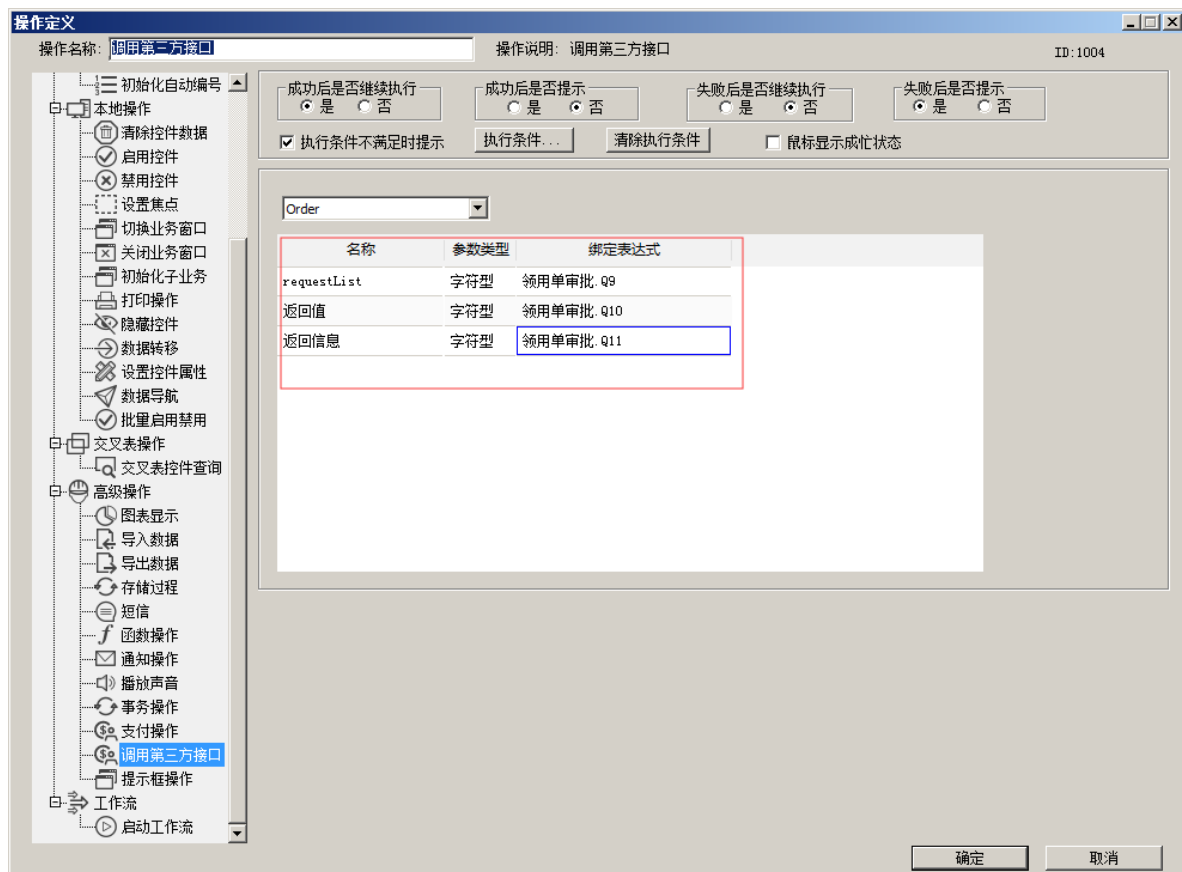 操作定义
操作名称: 调用第三方接口 操作说明: 调用第三方接口 ID:1004
初始化自动编号
本地操作
清除控件数据
启用控件
禁用控件
设置焦点
切换业务窗口
关闭业务窗口
初始化子业务
打印操作
隐藏控件
数据转移
设置控件属性
数据导航
批量启用禁用
交叉表操作
交叉表控件查询
高级操作
图表显示
导入数据
导出数据
存储过程
短信
函数操作
通知操作
播放声音
事务操作
支付操作
调用第三方接口
提示框操作
工作流
启动工作流
成功后是否继续执行 成功后是否提示 失败后是否继续执行 失败后是否提示
是 否 是 否 是 否 是 否
执行条件不满足时提示 执行条件... 清除执行条件 鼠标显示成忙状态
Order
名称 参数类型 绑定表达式
requestList 字符型 领用单审批.Q9
返回值 字符型 领用单审批.Q10
返回信息 字符型 领用单审批.Q11
确定 取消